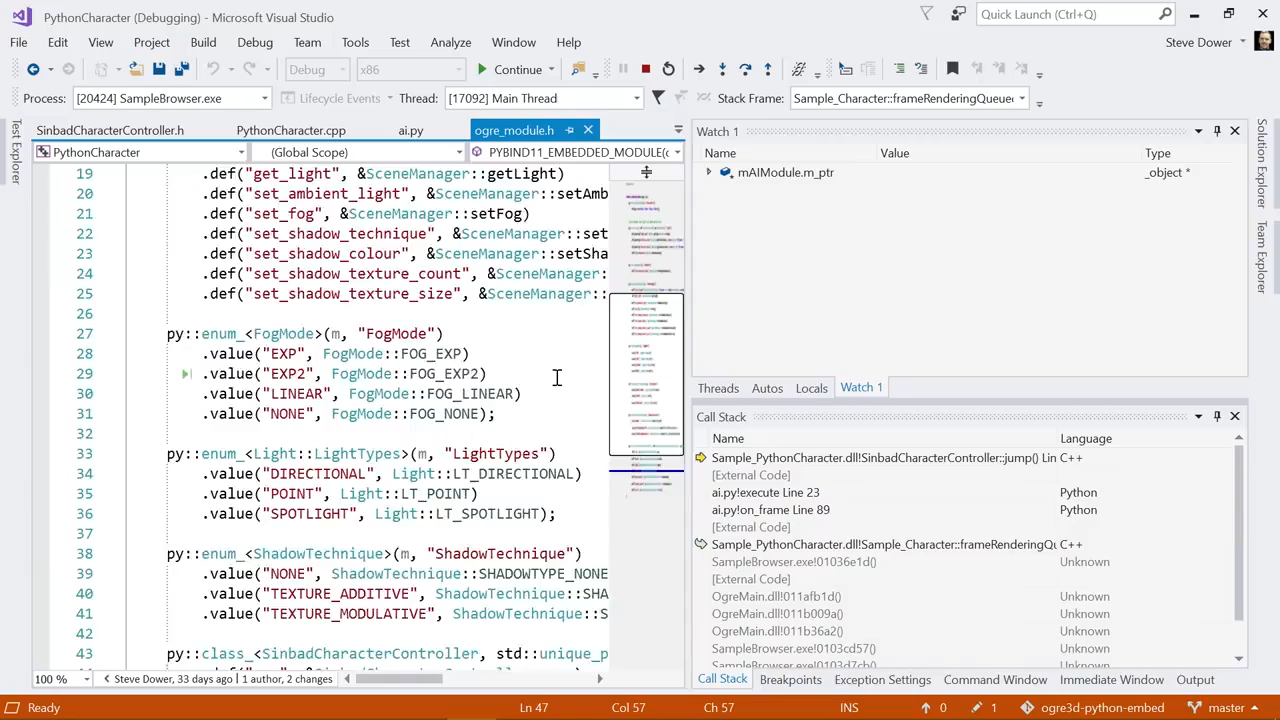 PythonCharacter (Debugging) - Microsoft Visual Studio
Quick Launch (Ctrl+Q)
File Edit View Project Build Debug Team Tools Test Analyze Window Help
Steve Dower
Debug x86 Continue
Process: [20424] SampleBrowser.exe Lifecycle Events Thread: [17092] Main Thread Stack Frame: Sample_Character::frameRenderingQueue
Test Explorer
SinbadCharacterController.h PythonCharacter.cpp ai.py ogre_module.h
PythonCharacter (Global Scope) PYBIND11_EMBEDDED_MODULE(
19 .def("get_light", &SceneManager::getLight)
20 .def("set_ambient_light", &SceneManager::setAmb
21 .def("set_fog", &SceneManager::setFog)
22 .def("set_shadow_technique", &SceneManager::set
23 &SceneManager::setSha
24 .def("set_shadow_texture_count", &SceneManager:
25 .def("set_shadow_texture_size", &SceneManager::
26
27 py::enum_<FogMode>(m, "FogMode")
28 .value("EXP", FogMode::FOG_EXP)
29 .value("EXP2", FogMode::FOG_EXP2)
30 .value("LINEAR", FogMode::FOG_LINEAR)
31 .value("NONE", FogMode::FOG_NONE);
32
33 py::enum_<Light::LightTypes>(m, "LightTypes")
34 .value("DIRECTIONAL", Light::LT_DIRECTIONAL)
35 .value("POINT", Light::LT_POINT)
36 .value("SPOTLIGHT", Light::LT_SPOTLIGHT);
37
38 py::enum_<ShadowTechnique>(m, "ShadowTechnique")
39 .value("NONE", ShadowTechnique::SHADOWTYPE_NONE
40 .value("TEXTURE_ADDITIVE", ShadowTechnique::SHA
41 .value("TEXTURE_MODULATIVE", ShadowTechnique::S
42
43 py::class_<SinbadCharacterController, std::unique_p
100 % Steve Dower, 33 days ago | 1 author, 2 changes
Watch 1
Name Value Type
mAIModule.m_ptr _object *
Threads Autos Locals Watch 1
Call Stack
Name Lang
Sample_PythonCharacter.dll!SinbadCharacterController::jump() Lin C++
[External Code]
ai.py!execute Line Python
ai.py!on_frame Line 89 Python
[External Code]
Sample_PythonCharacter.dll!Sample_Character::frameRenderingQu C++
SampleBrowser.exe!01036e1d() Unknown
[External Code]
OgreMain.dll!011afb1d() Unknown
OgreMain.dll!011b009a() Unknown
OgreMain.dll!011b36a2() Unknown
SampleBrowser.exe!0103cd57() Unknown
SampleBrowser.exe!0103d7cb() Unknown
Call Stack Breakpoints Exception Settings Command Window Immediate Window Output
Solution Explorer Team Explorer
Ready Ln 47 Col 57 Ch 57 INS 0 1 ogre3d-python-embed master